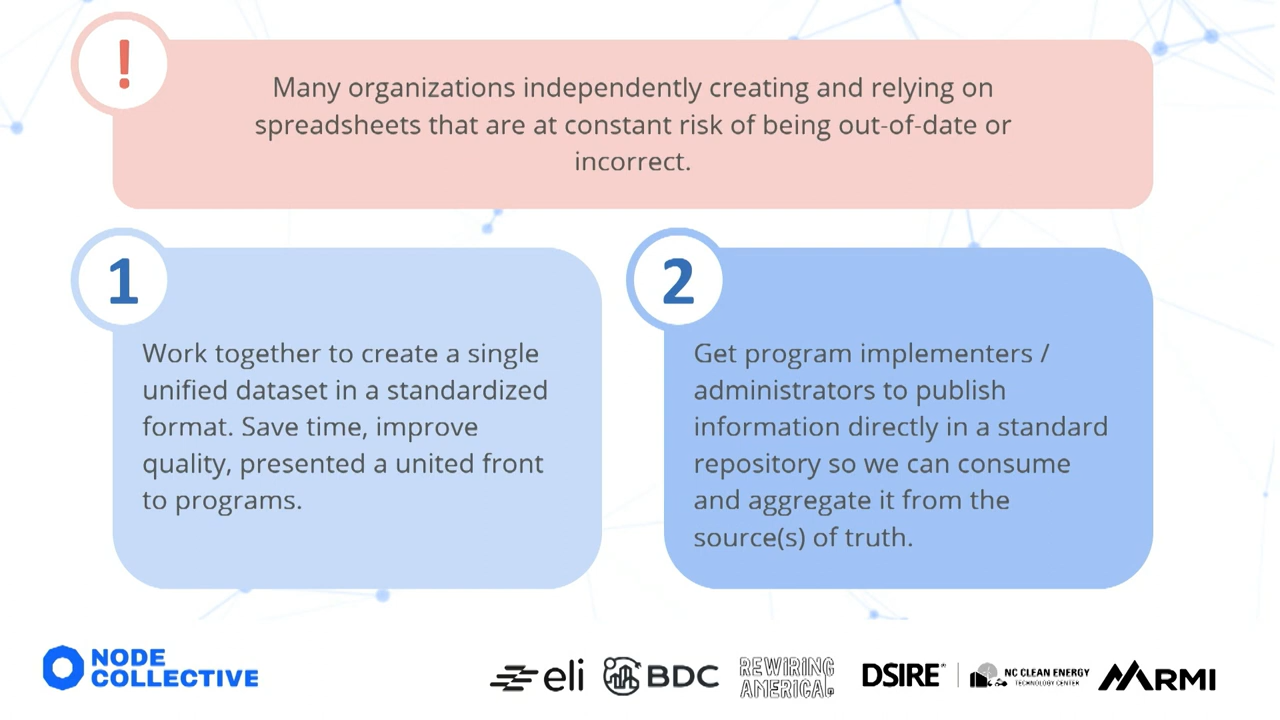 !
Many organizations independently creating and relying on
spreadsheets that are at constant risk of being out-of-date or
incorrect.
1
Work together to create a single
unified dataset in a standardized
format. Save time, improve
quality, presented a united front
to programs.
2
Get program implementers /
administrators to publish
information directly in a standard
repository so we can consume
and aggregate it from the
source(s) of truth.
NODE
COLLECTIVE
eli
BDC
REWIRING
AMERICA
DSIRE®
NC CLEAN ENERGY
TECHNOLOGY CENTER
RMI